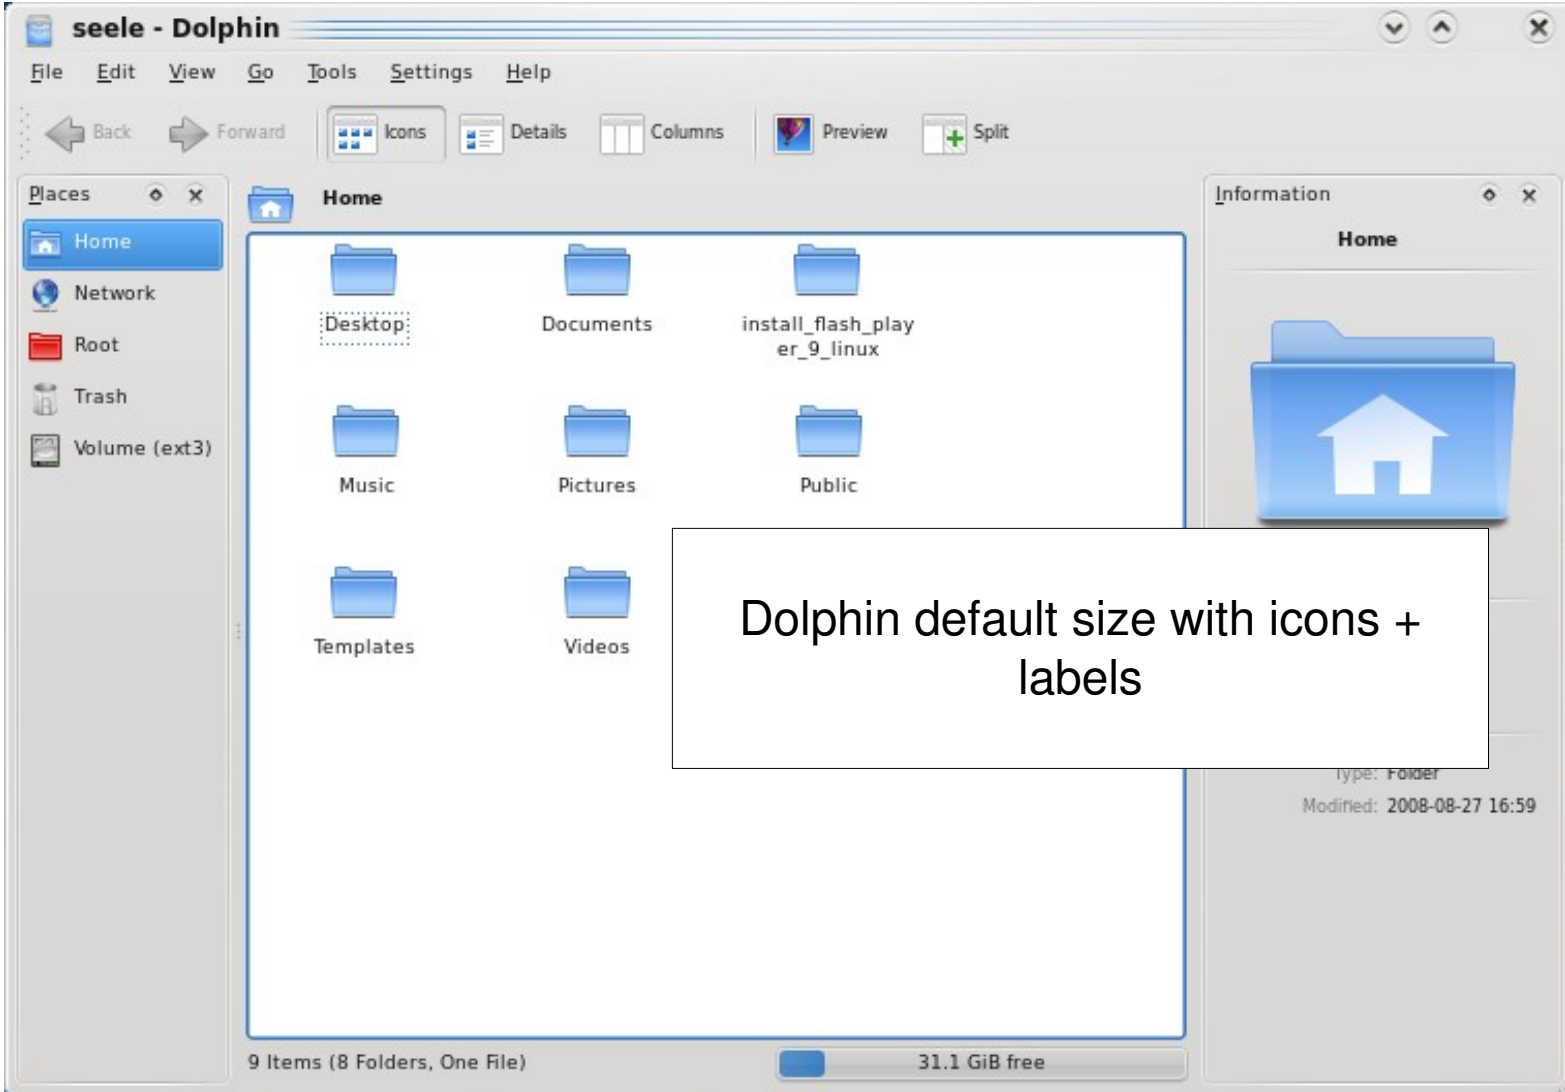 seele - Dolphin
File Edit View Go Tools Settings Help
Back Forward Icons Details Columns Preview Split
Places
Home
Network
Root
Trash
Volume (ext3)
Home
Desktop Documents install_flash_play
er_9_linux
Music Pictures Public
Templates Videos
Dolphin default size with icons +
labels
Information
Home
Type: Folder
Modified: 2008-08-27 16:59
9 Items (8 Folders, One File) 31.1 GiB free